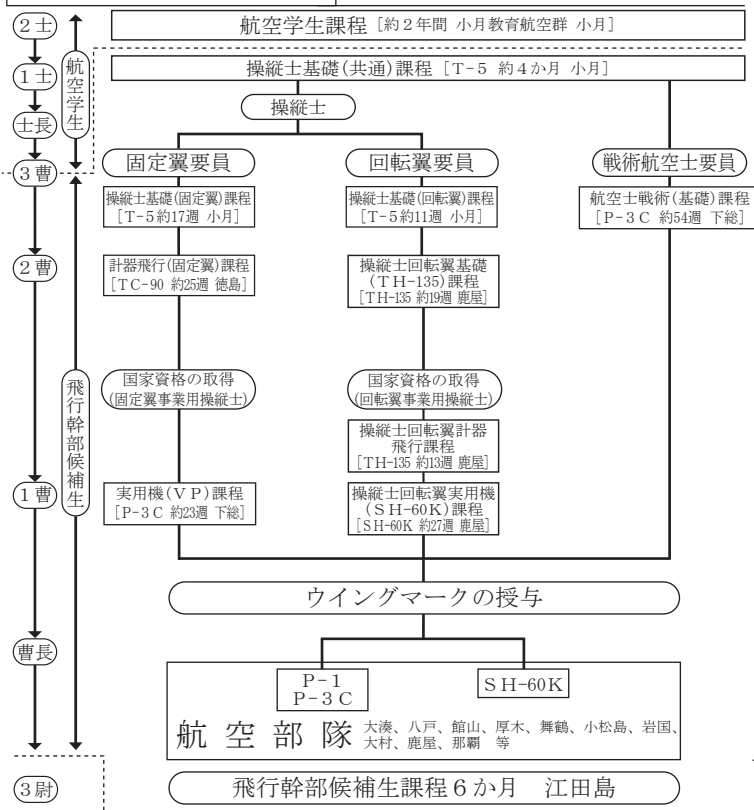 2士
航空学生課程［約２年間 小月教育航空群 小月］
1士
航空学生
操縦士基礎(共通)課程［T-5 約４か月 小月］
士長
操縦士
3曹
固定翼要員
回転翼要員
戦術航空士要員
操縦士基礎(固定翼)課程
［T-5約17週 小月］
操縦士基礎(回転翼)課程
［T-5約11週 小月］
航空士戦術(基礎)課程
［P-3C 約54週 下総］
2曹
計器飛行(固定翼)課程
［TC-90 約25週 徳島］
操縦士回転翼基礎
(TH-135)課程
［TH-135 約19週 鹿屋］
飛行幹部候補生
国家資格の取得
(固定翼事業用操縦士)
国家資格の取得
(回転翼事業用操縦士)
操縦士回転翼計器
飛行課程
［TH-135 約13週 鹿屋］
1曹
実用機(ＶＰ)課程
［P-3C 約23週 下総］
操縦士回転翼実用機
(SH-60K)課程
［SH-60K 約27週 鹿屋］
ウイングマークの授与
曹長
P-1
P-3C
SH-60K
航空部隊
大湊、八戸、館山、厚木、舞鶴、小松島、岩国、
大村、鹿屋、那覇 等
3尉
飛行幹部候補生課程６か月 江田島